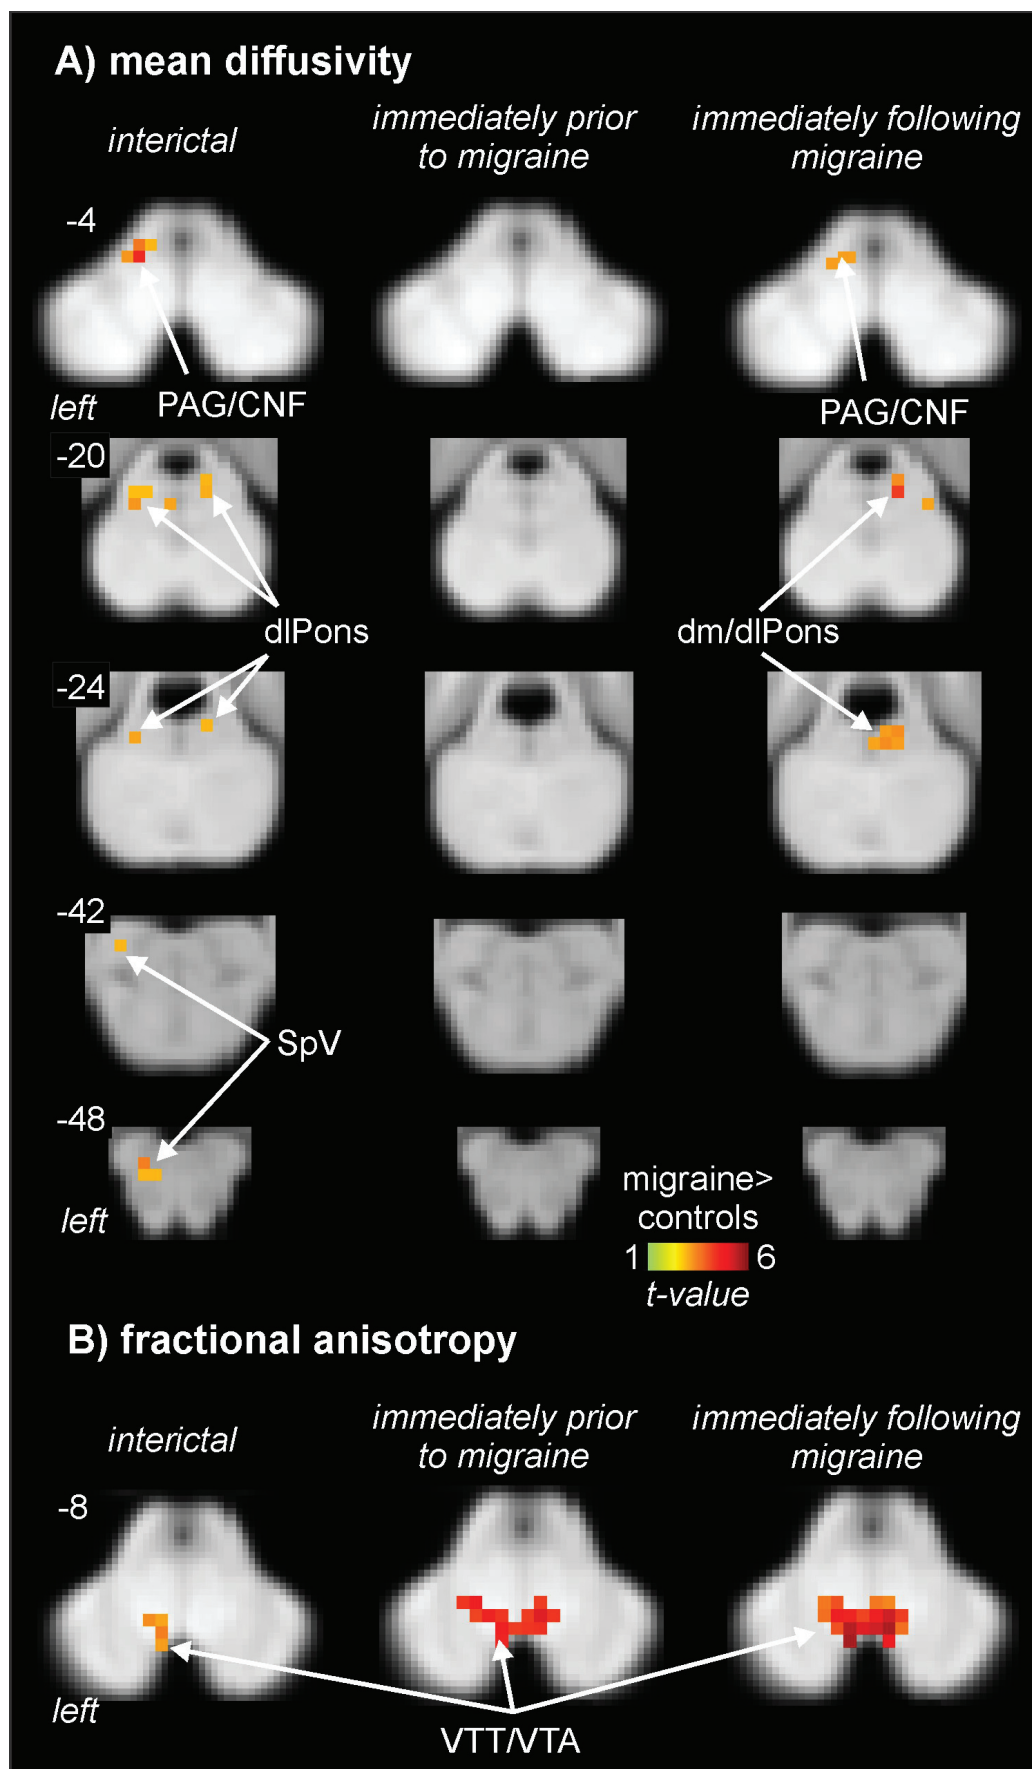 A) mean diffusivity
interictal
immediately prior
to migraine
immediately following
migraine
-4
PAG/CNF
PAG/CNF
left
-20
dlPons
dm/dlPons
-24
-42
SpV
-48
left
migraine>
controls
1 6
t-value
B) fractional anisotropy
interictal
immediately prior
to migraine
immediately following
migraine
-8
left
VTT/VTA